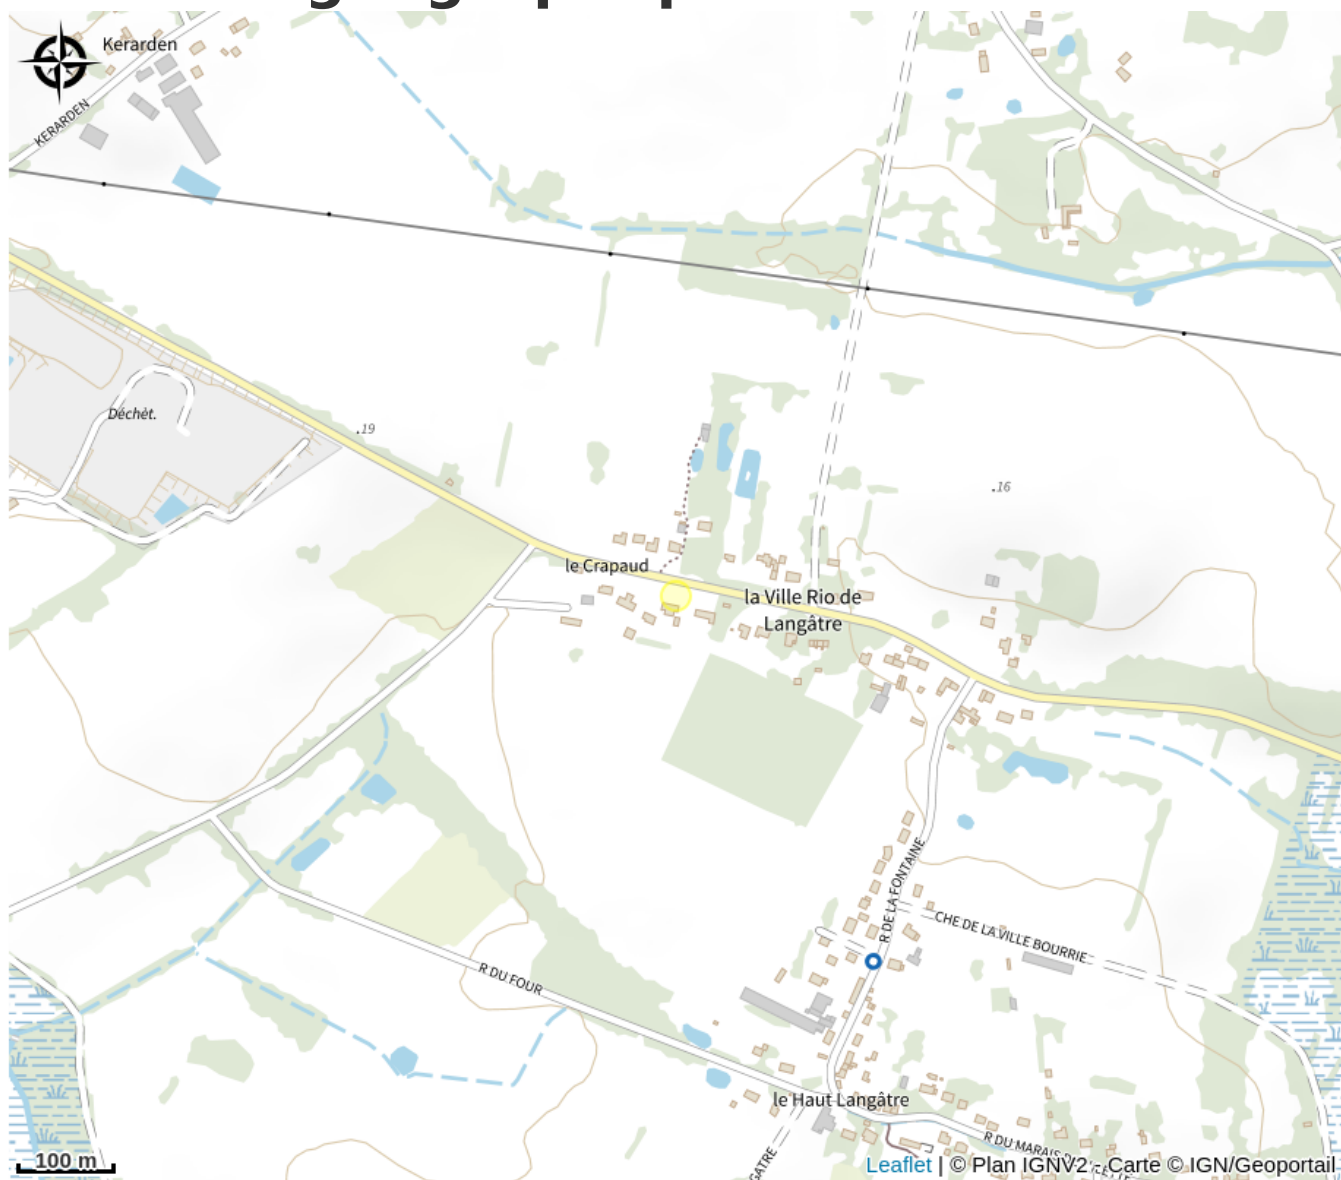 Kerarden
KERARDEN
Déchèt.
.19
.16
le Crapaud
la Ville Rio de
Langâtre
R DE LA FONTAINE
CHE DE LA VILLE BOURRIE
R DU FOUR
le Haut Langâtre
R DU MARAIS
100 m
Leaflet | © Plan IGNV2 - Carte © IGN/Geoportail